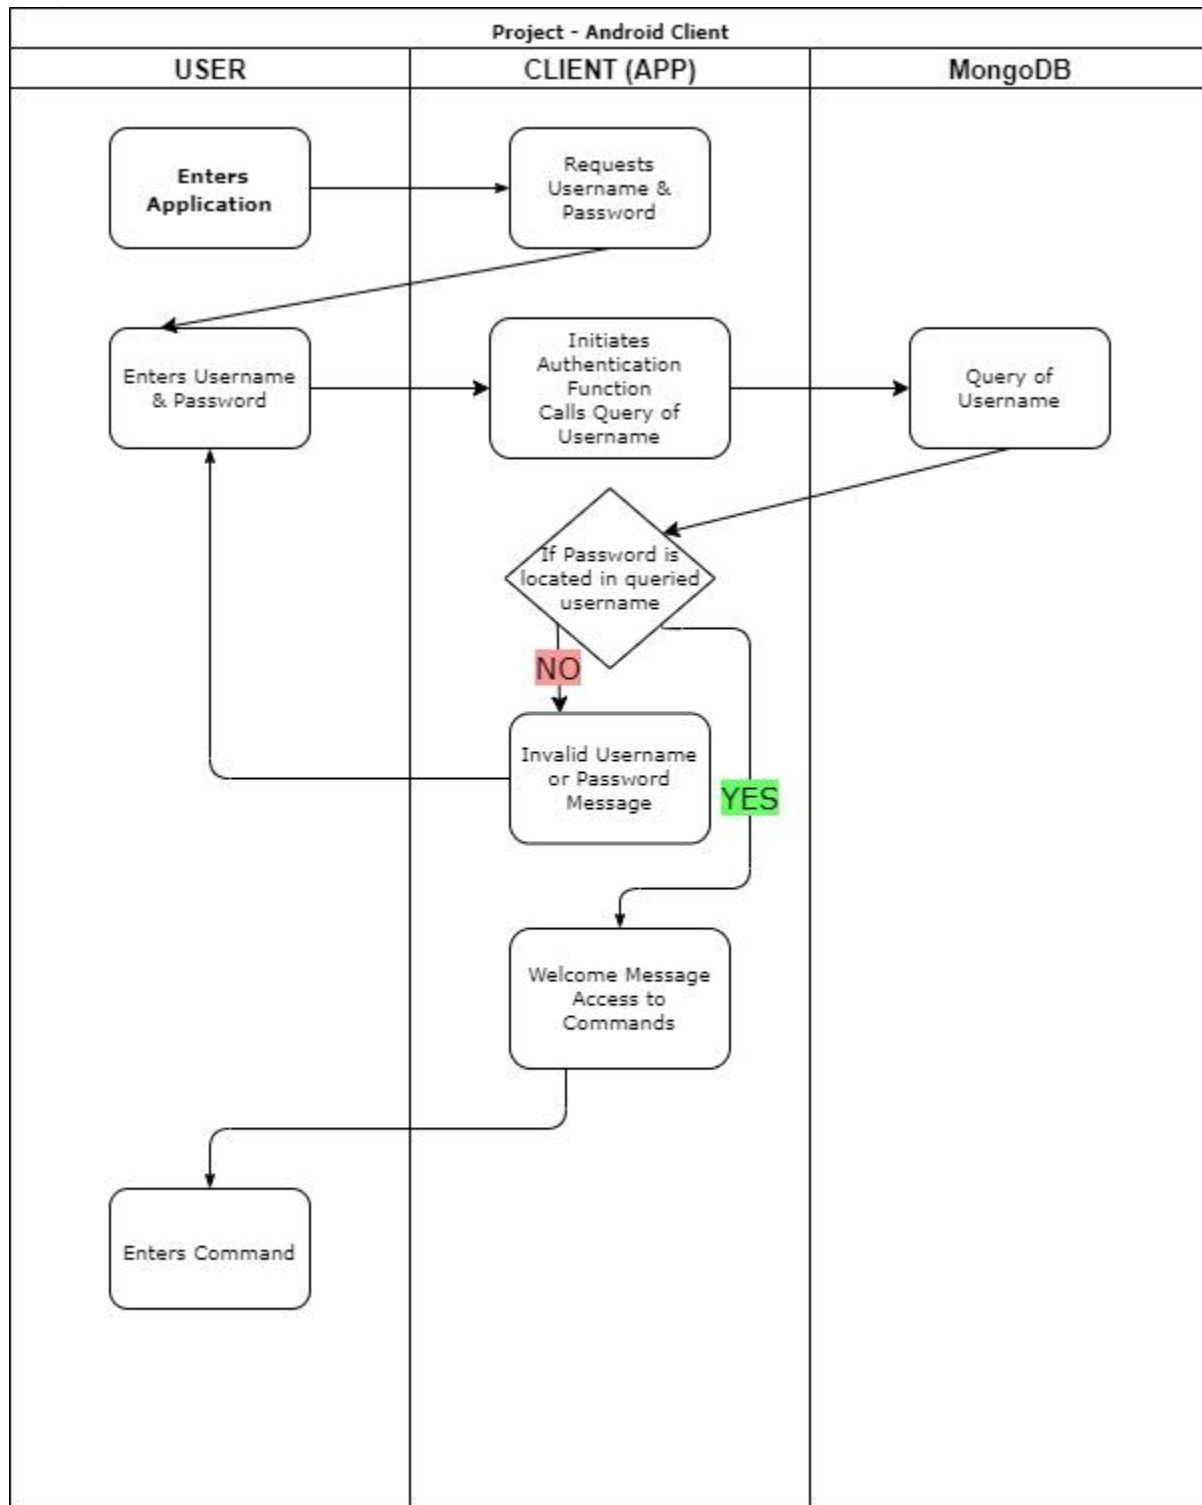 Project - Android Client
USER
CLIENT (APP)
MongoDB
Enters
Application
Requests
Username &
Password
Enters Username
& Password
Initiates
Authentication
Function
Calls Query of
Username
Query of
Username
If Password is
located in queried
username
NO
Invalid Username
or Password
Message
YES
Welcome Message
Access to
Commands
Enters Command